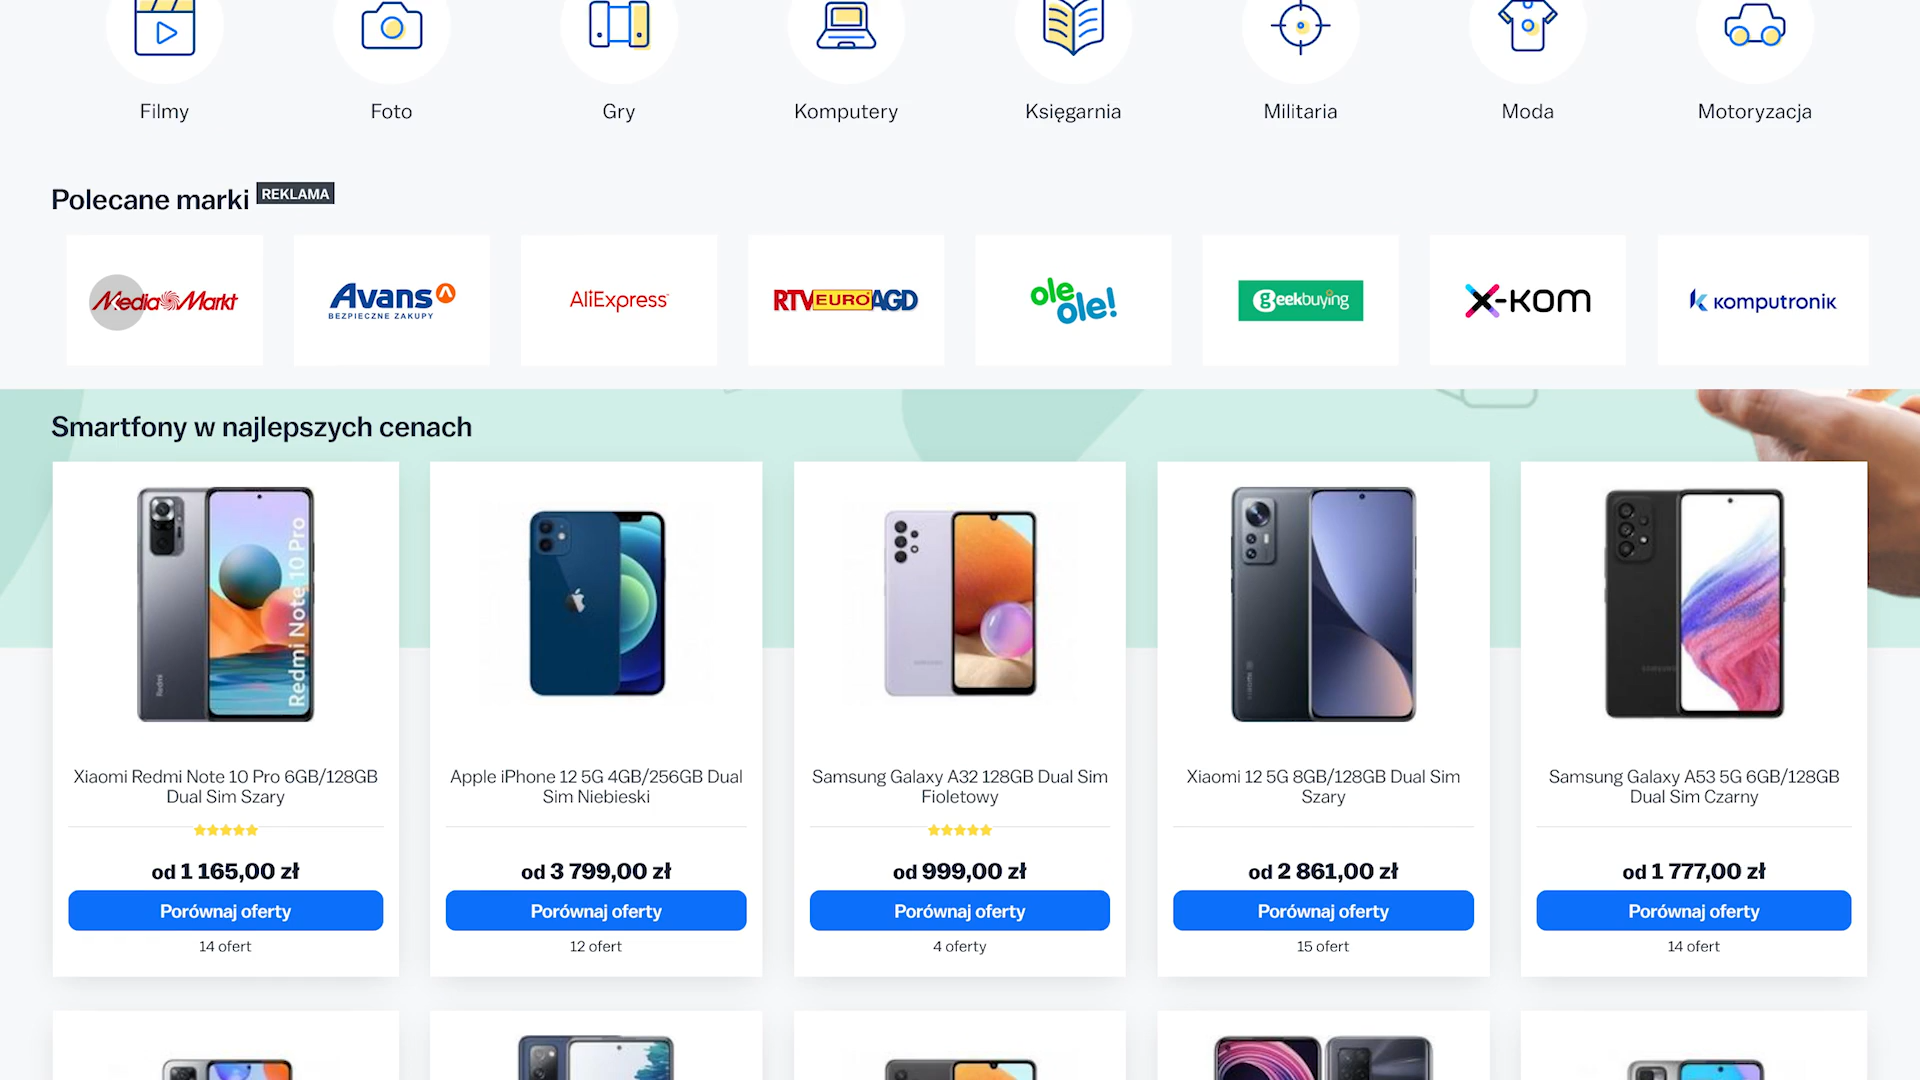 Filmy
Foto
Gry
Komputery
Księgarnia
Militaria
Moda
Motoryzacja
Polecane marki REKLAMA
Media Markt
Avans
BEZPIECZNE ZAKUPY
AliExpress
RTV EURO AGD
ole
ole!
geekbuying
x-kom
komputronik
Smartfony w najlepszych cenach
Redmi Note 10 Pro
Redmi
SAMSUNG
Xiaomi Redmi Note 10 Pro 6GB/128GB
Dual Sim Szary
od 1 165,00 zł
Porównaj oferty
14 ofert
Apple iPhone 12 5G 4GB/256GB Dual
Sim Niebieski
od 3 799,00 zł
Porównaj oferty
12 ofert
Samsung Galaxy A32 128GB Dual Sim
Fioletowy
od 999,00 zł
Porównaj oferty
4 oferty
Xiaomi 12 5G 8GB/128GB Dual Sim
Szary
od 2 861,00 zł
Porównaj oferty
15 ofert
Samsung Galaxy A53 5G 6GB/128GB
Dual Sim Czarny
od 1 777,00 zł
Porównaj oferty
14 ofert